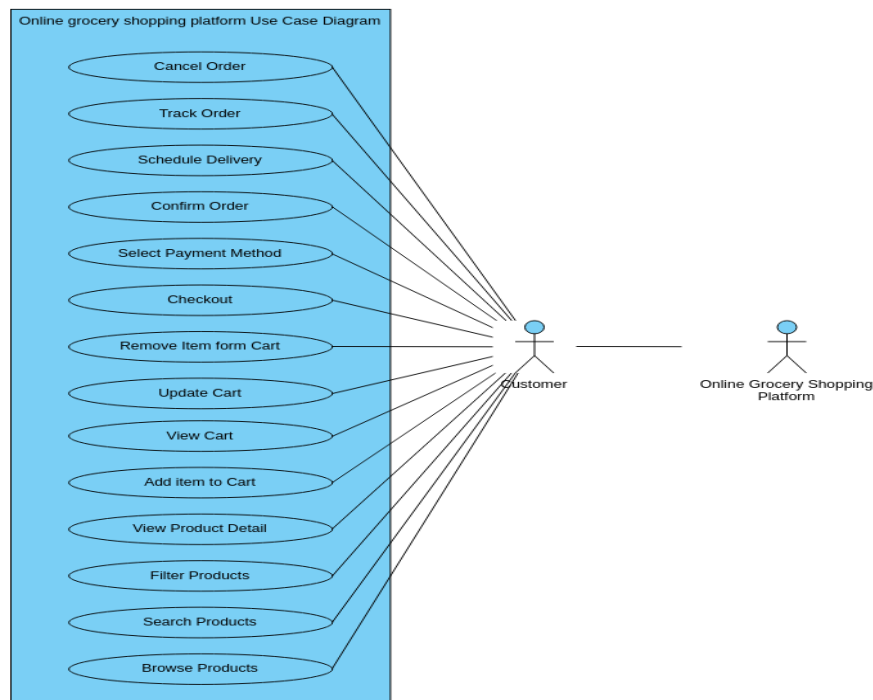 Online grocery shopping platform Use Case Diagram
Cancel Order
Track Order
Schedule Delivery
Confirm Order
Select Payment Method
Checkout
Remove Item form Cart
Update Cart
View Cart
Add item to Cart
View Product Detail
Filter Products
Search Products
Browse Products
Customer
Online Grocery Shopping
Platform